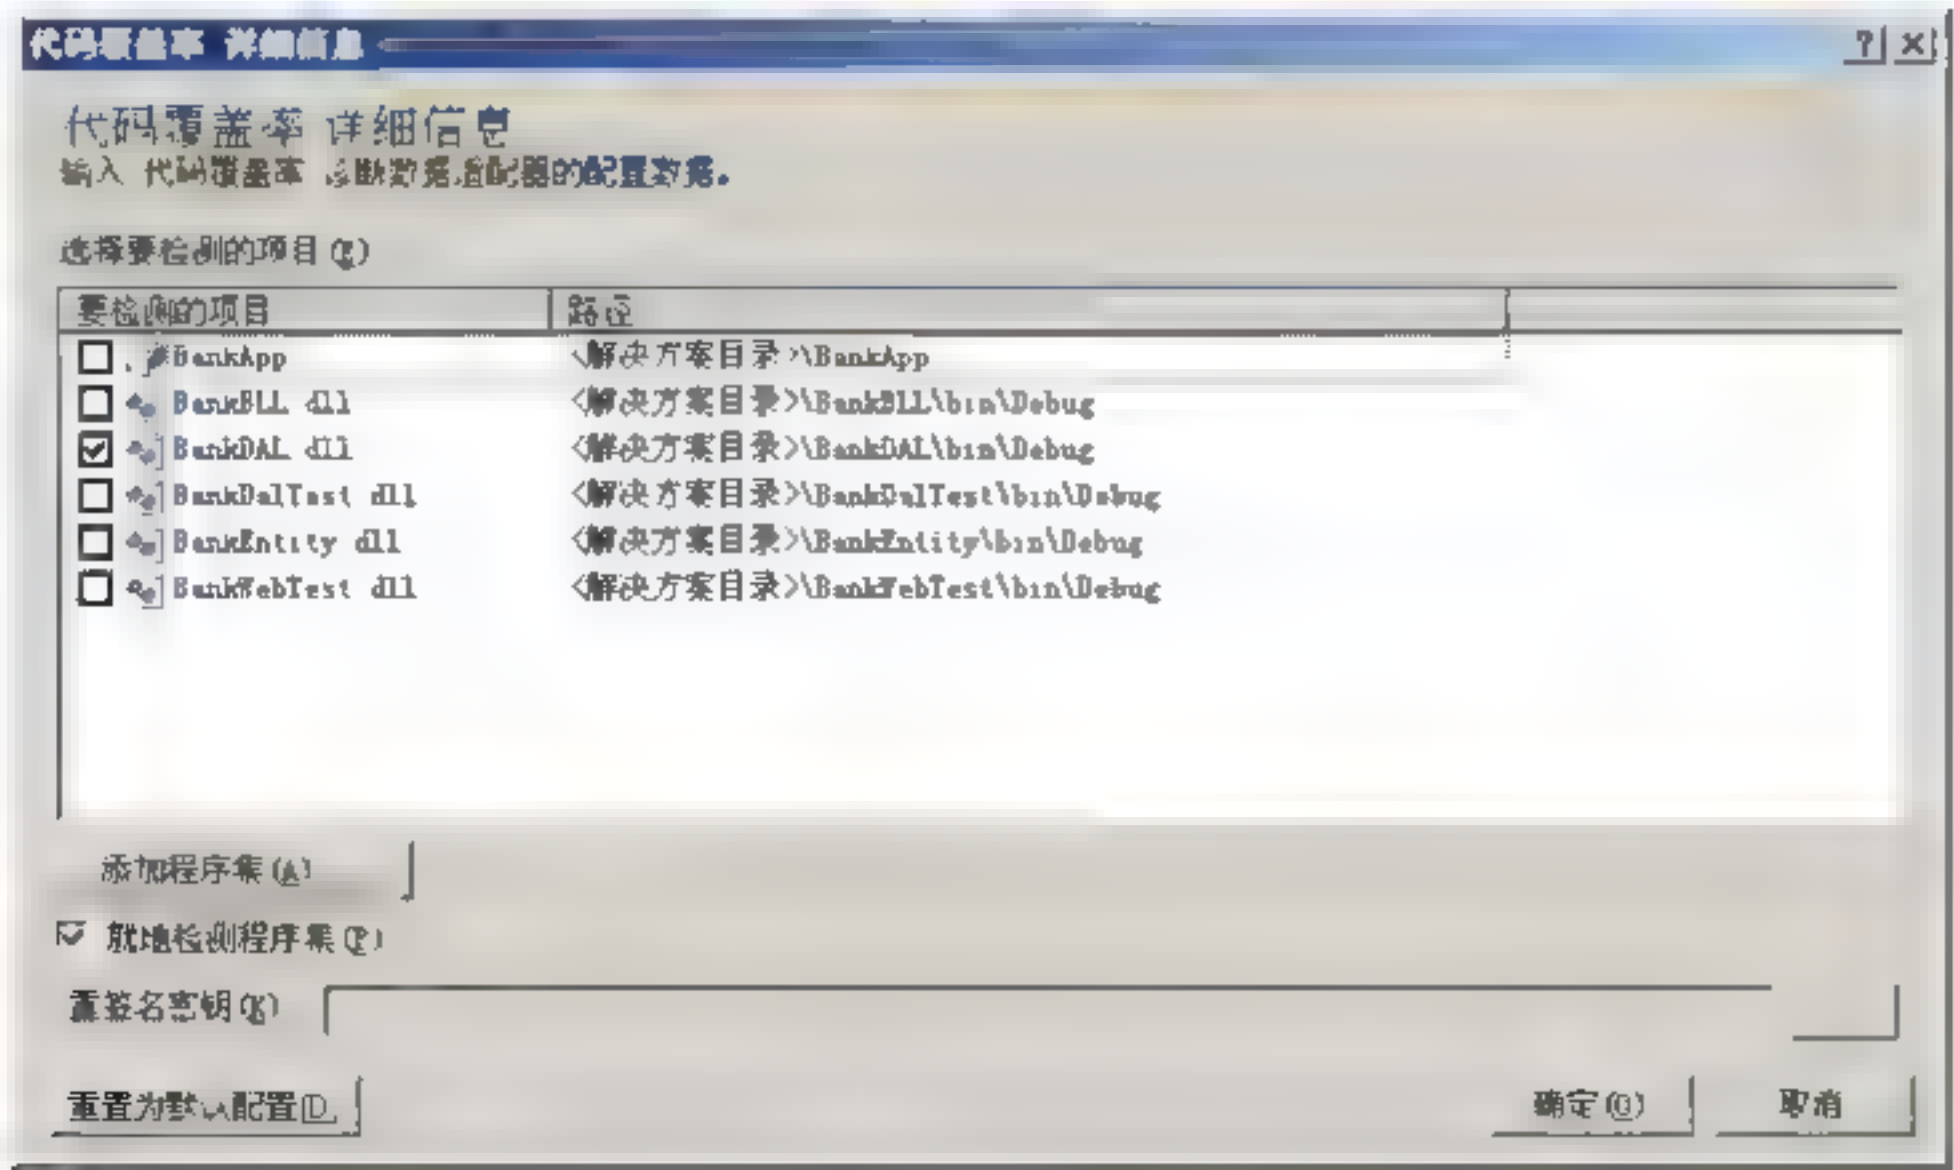 代码覆盖率 详细信息
代码覆盖率 详细信息
输入 代码覆盖率 诊断数据适配器的配置数据。
选择要检测的项目(E)
要检测的项目 路径
BankApp <解决方案目录>\BankApp
BankBLL dll <解决方案目录>\BankBLL\bin\Debug
BankDAL dll <解决方案目录>\BankDAL\bin\Debug
BankDalTest dll <解决方案目录>\BankDalTest\bin\Debug
BankEntity dll <解决方案目录>\BankEntity\bin\Debug
BankWebTest dll <解决方案目录>\BankWebTest\bin\Debug
添加程序集(A)
就地检测程序集(P)
重签名密钥(K)
重置为默认配置(D)
确定(O) 取消